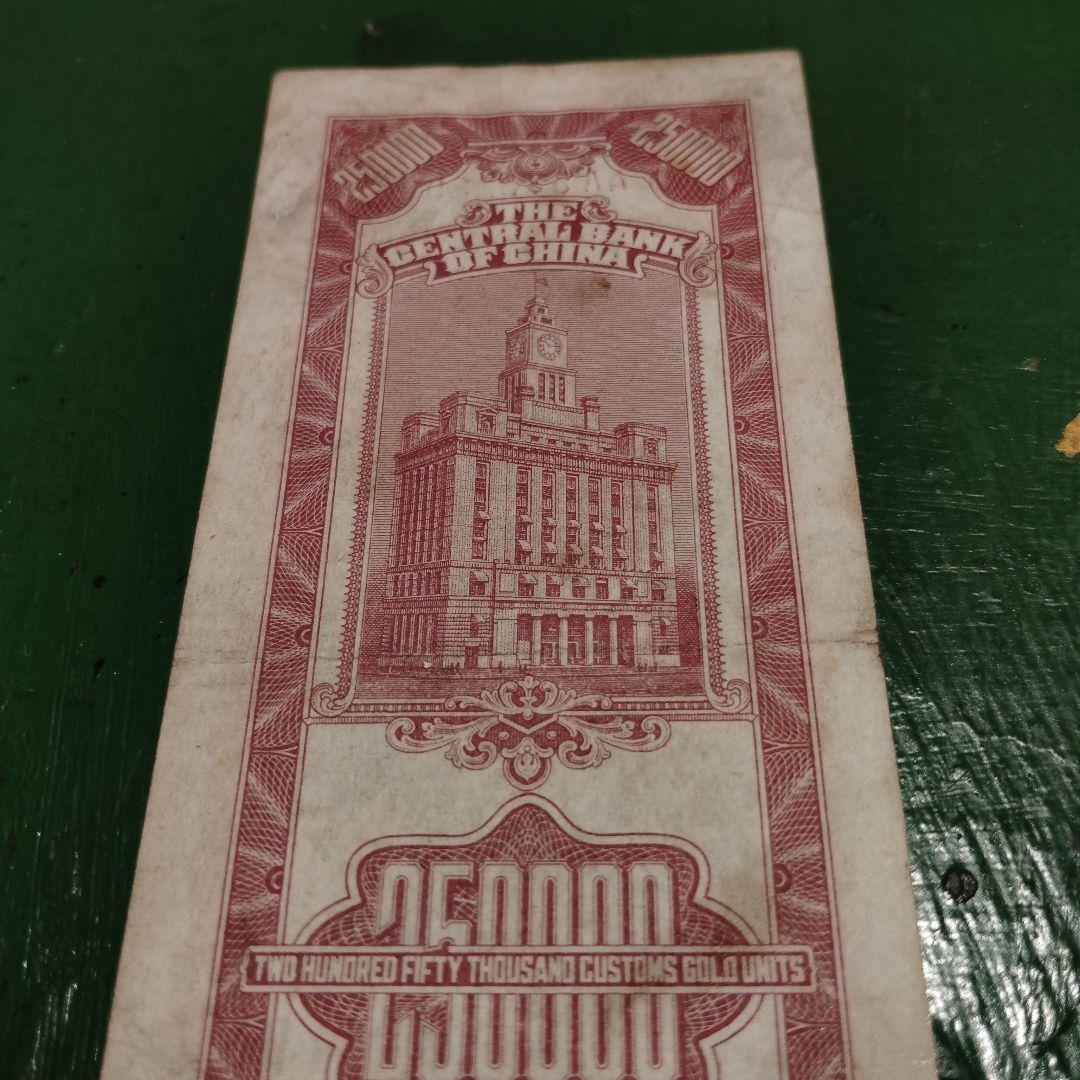 250000 250000
THE
CENTRAL BANK
OF CHINA
250000
TWO HUNDRED FIFTY THOUSAND CUSTOMS GOLD UNITS
250000